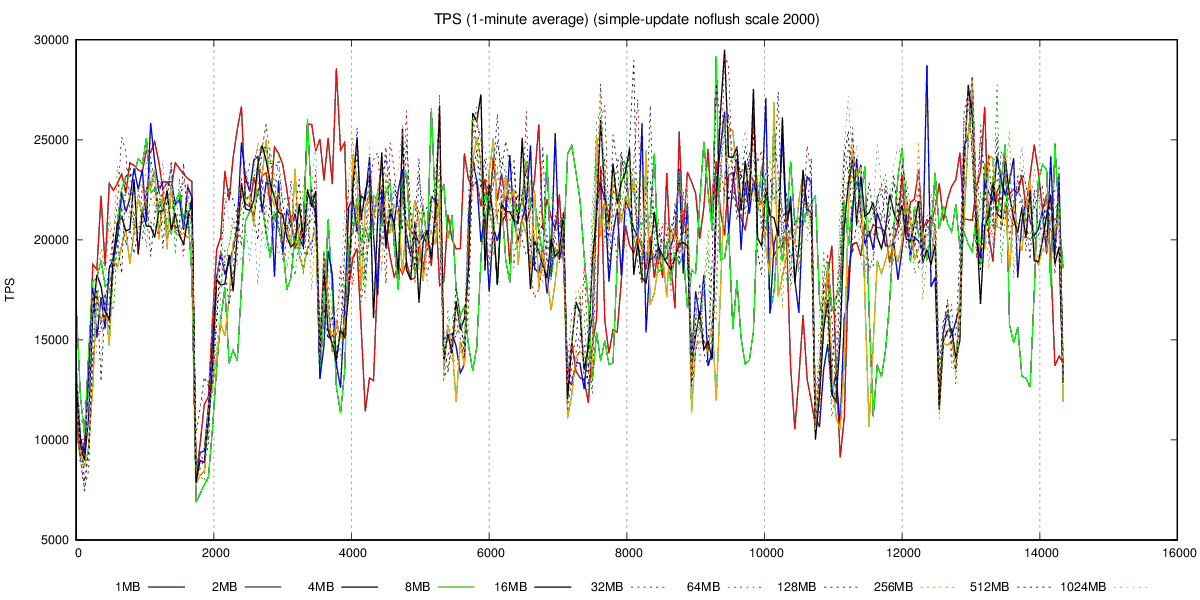 TPS (1-minute average) (simple-update noflush scale 2000)
30000
25000
20000
15000
10000
5000
TPS
0 2000 4000 6000 8000 10000 12000 14000 16000
1MB 2MB 4MB 8MB 16MB 32MB 64MB 128MB 256MB 512MB 1024MB